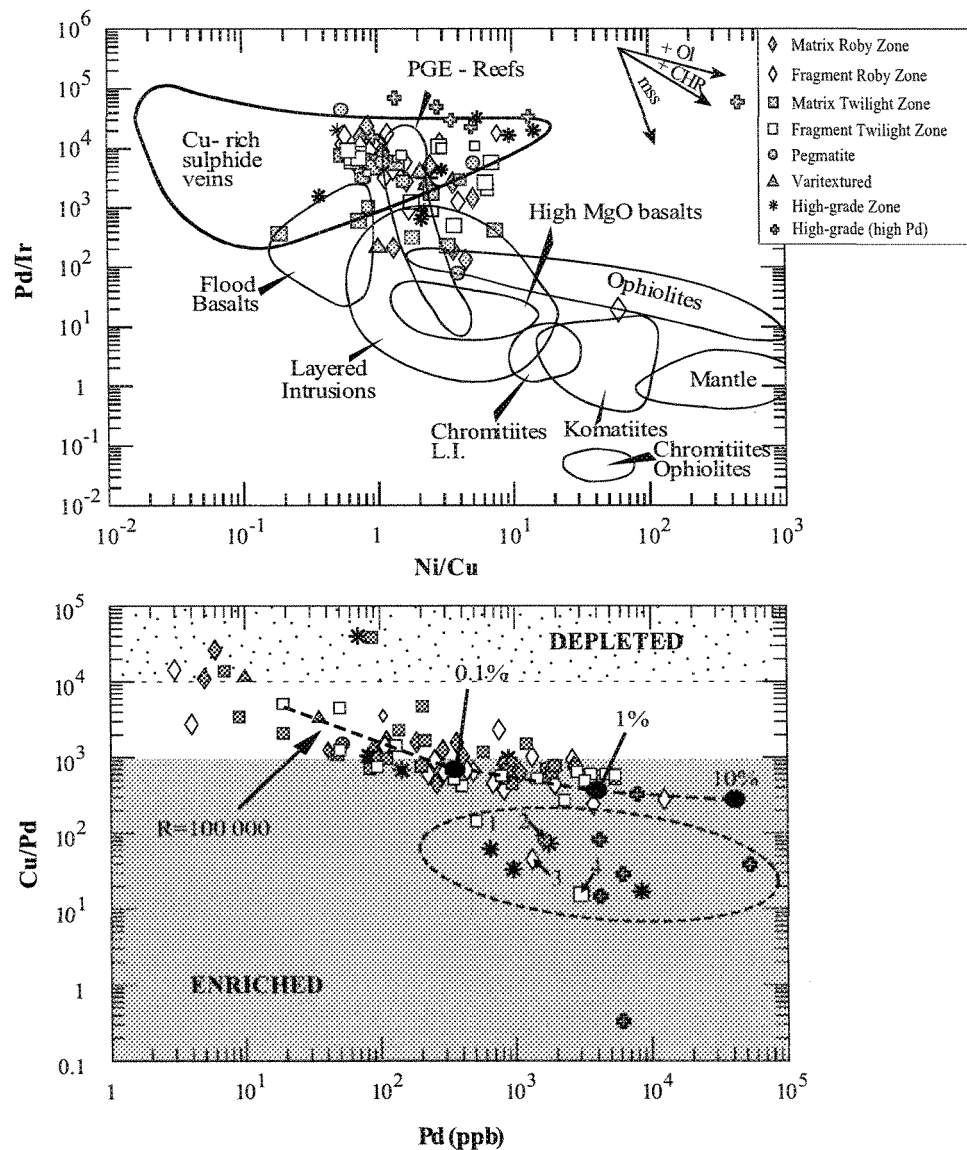 10^6
10^5
10^4
10^3
10^2
10
1
10^-1
10^-2
Pd/Ir
PGE - Reefs
+ Ol
+ CHR
mss
Cu- rich
sulphide
veins
High MgO basalts
Flood
Basalts
Ophiolites
Layered
Intrusions
Mantle
Chromitiites
L.I.
Komatiites
Chromitiites
Ophiolites
10^-2
10^-1
1
10^1
10^2
10^3
Ni/Cu
Matrix Roby Zone
Fragment Roby Zone
Matrix Twilight Zone
Fragment Twilight Zone
Pegmatite
Varitextured
High-grade Zone
High-grade (high Pd)
10^5
10^4
10^3
10^2
10^1
1
0.1
Cu/Pd
DEPLETED
0.1%
1%
10%
R=100 000
1
2
3
4
ENRICHED
1
10^1
10^2
10^3
10^4
10^5
Pd (ppb)